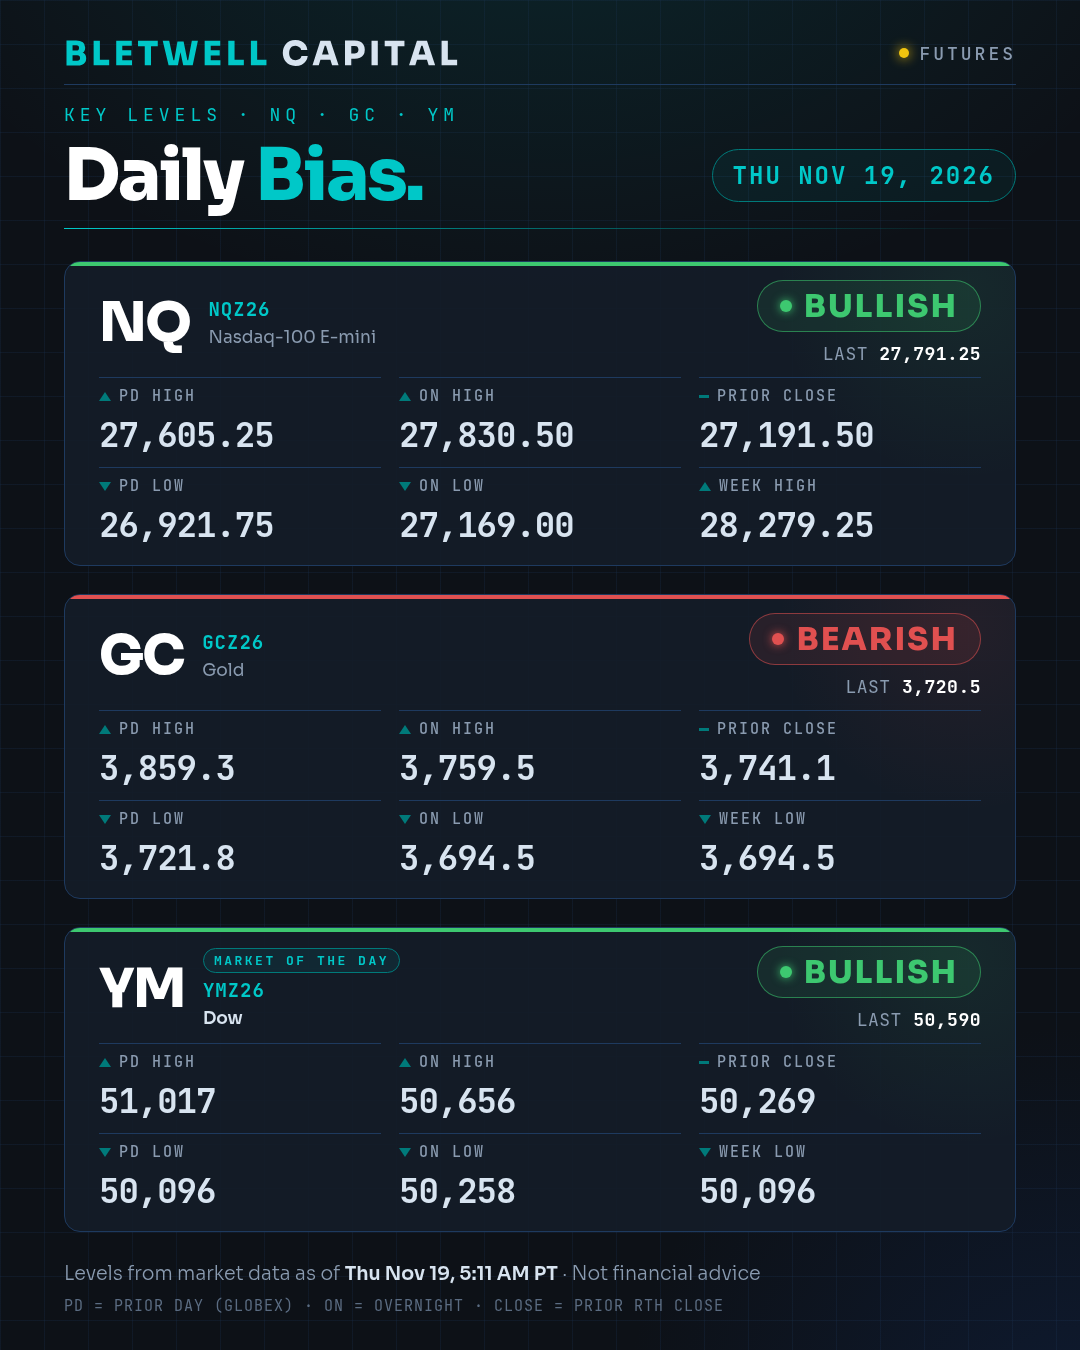 BLETWELL CAPITAL
FUTURES
KEY LEVELS · NQ · GC · YM
Daily Bias.
THU NOV 19, 2026
NQ
NQZ26
Nasdaq-100 E-mini
BULLISH
LAST 27,791.25
PD HIGH
27,605.25
ON HIGH
27,830.50
PRIOR CLOSE
27,191.50
PD LOW
26,921.75
ON LOW
27,169.00
WEEK HIGH
28,279.25
GC
GCZ26
Gold
BEARISH
LAST 3,720.5
PD HIGH
3,859.3
ON HIGH
3,759.5
PRIOR CLOSE
3,741.1
PD LOW
3,721.8
ON LOW
3,694.5
WEEK LOW
3,694.5
YM
MARKET OF THE DAY
YMZ26
Dow
BULLISH
LAST 50,590
PD HIGH
51,017
ON HIGH
50,656
PRIOR CLOSE
50,269
PD LOW
50,096
ON LOW
50,258
WEEK LOW
50,096
Levels from market data as of Thu Nov 19, 5:11 AM PT · Not financial advice
PD = PRIOR DAY (GLOBEX) · ON = OVERNIGHT · CLOSE = PRIOR RTH CLOSE